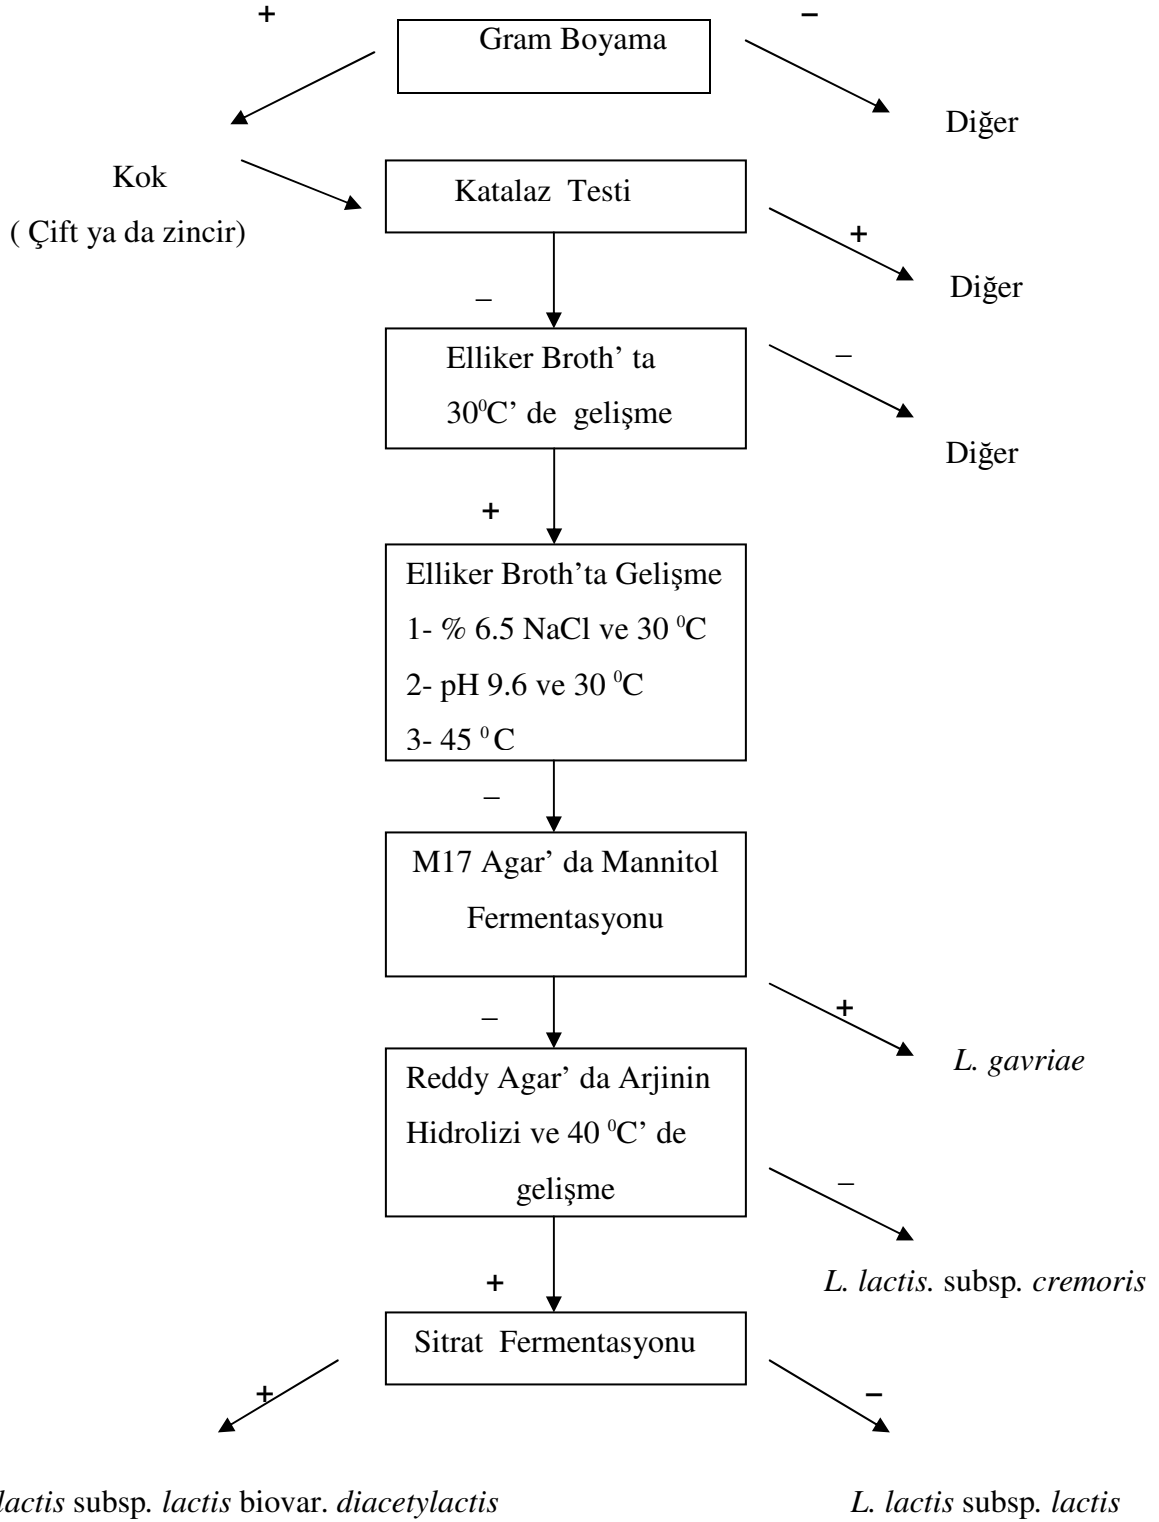 +
–
Gram Boyama
Diğer
Kok
( Çift ya da zincir)
Katalaz Testi
+
Diğer
–
Elliker Broth’ ta
30⁰C’ de gelişme
–
Diğer
+
Elliker Broth’ta Gelişme
1- % 6.5 NaCl ve 30 ⁰C
2- pH 9.6 ve 30 ⁰C
3- 45 ⁰ C
–
M17 Agar’ da Mannitol
Fermentasyonu
+
L. gavriae
–
Reddy Agar’ da Arjinin
Hidrolizi ve 40 ⁰C’ de
gelişme
–
L. lactis. subsp. cremoris
+
Sitrat Fermentasyonu
+
–
lactis subsp. lactis biovar. diacetylactis
L. lactis subsp. lactis